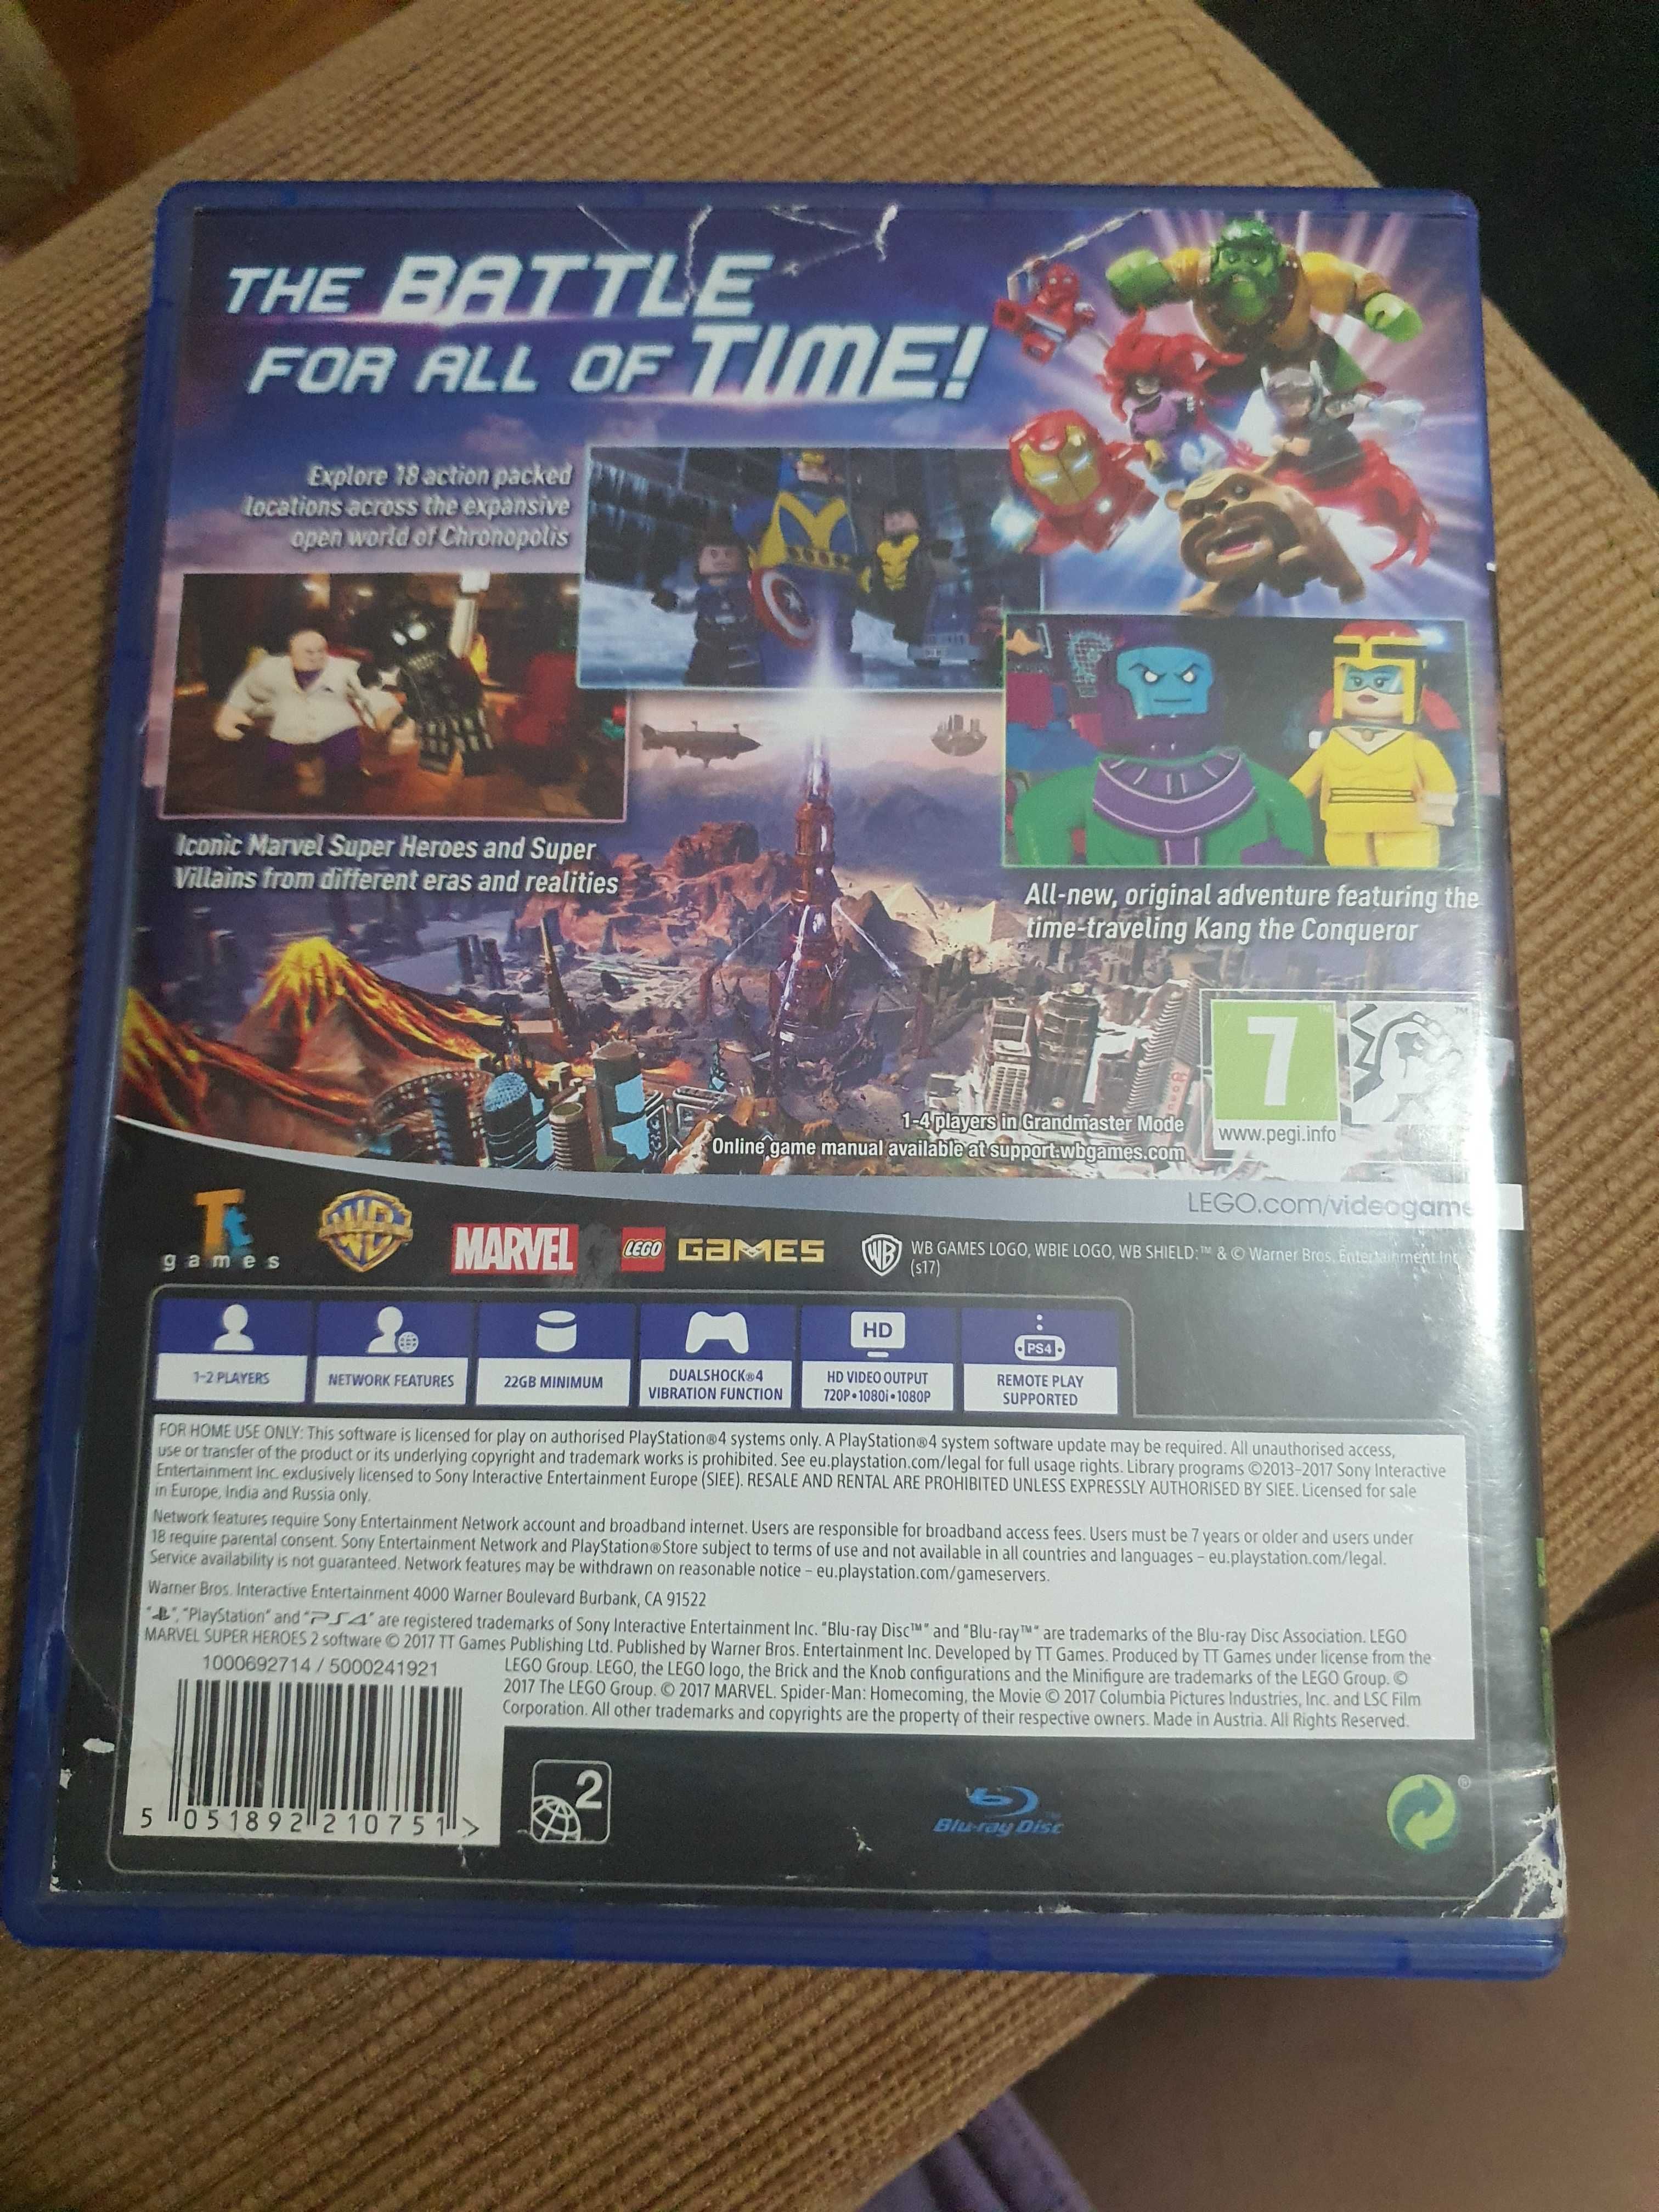 THE BATTLE
FOR ALL OF TIME!
Explore 18 action packed
locations across the expansive
open world of Chronopolis
Iconic Marvel Super Heroes and Super
Villains from different eras and realities
All-new, original adventure featuring the
time-traveling Kang the Conqueror
7
™
™
www.pegi.info
1-4 players in Grandmaster Mode
Online game manual available at support.wbgames.com
LEGO.com/videogame
Tt
games
WB
MARVEL
LEGO GAMES
WB
WB GAMES LOGO, WBIE LOGO, WB SHIELD: ™ & © Warner Bros. Entertainment Inc
(s17)
HD
PS4
1-2 PLAYERS
NETWORK FEATURES
22GB MINIMUM
DUALSHOCK®4
VIBRATION FUNCTION
HD VIDEO OUTPUT
720P•1080i•1080P
REMOTE PLAY
SUPPORTED
FOR HOME USE ONLY: This software is licensed for play on authorised PlayStation®4 systems only. A PlayStation®4 system software update may be required. All unauthorised access,
use or transfer of the product or its underlying copyright and trademark works is prohibited. See eu.playstation.com/legal for full usage rights. Library programs ©2013-2017 Sony Interactive
Entertainment Inc. exclusively licensed to Sony Interactive Entertainment Europe (SIEE). RESALE AND RENTAL ARE PROHIBITED UNLESS EXPRESSLY AUTHORISED BY SIEE. Licensed for sale
in Europe, India and Russia only.
Network features require Sony Entertainment Network account and broadband internet. Users are responsible for broadband access fees. Users must be 7 years or older and users under
18 require parental consent. Sony Entertainment Network and PlayStation®Store subject to terms of use and not available in all countries and languages – eu.playstation.com/legal.
Service availability is not guaranteed. Network features may be withdrawn on reasonable notice – eu.playstation.com/gameservers.
Warner Bros. Interactive Entertainment 4000 Warner Boulevard Burbank, CA 91522
"PlayStation" and "PS4" are registered trademarks of Sony Interactive Entertainment Inc. "Blu-ray Disc™" and "Blu-ray™" are trademarks of the Blu-ray Disc Association. LEGO
MARVEL SUPER HEROES 2 software © 2017 TT Games Publishing Ltd. Published by Warner Bros. Entertainment Inc. Developed by TT Games. Produced by TT Games under license from the
LEGO Group. LEGO, the LEGO logo, the Brick and the Knob configurations and the Minifigure are trademarks of the LEGO Group. ©
2017 The LEGO Group. © 2017 MARVEL. Spider-Man: Homecoming, the Movie © 2017 Columbia Pictures Industries, Inc. and LSC Film
Corporation. All other trademarks and copyrights are the property of their respective owners. Made in Austria. All Rights Reserved.
1000692714 / 5000241921
5 051892 210751 >
2
Blu-ray Disc
®